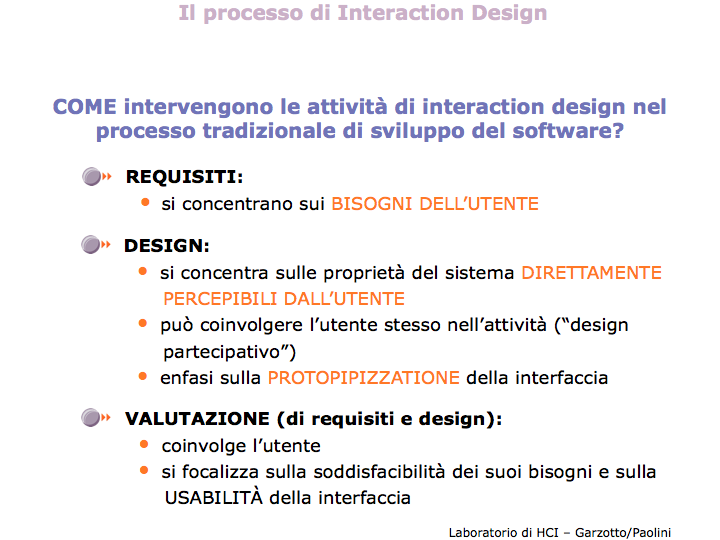 Il processo di Interaction Design
COME intervengono le attività di interaction design nel
processo tradizionale di sviluppo del software?
REQUISITI:
• si concentrano sui BISOGNI DELL’UTENTE
DESIGN:
• si concentra sulle proprietà del sistema DIRETTAMENTE
PERCEPIBILI DALL’UTENTE
• può coinvolgere l’utente stesso nell’attività (“design
partecipativo”)
• enfasi sulla PROTOPIPIZZATIONE della interfaccia
VALUTAZIONE (di requisiti e design):
• coinvolge l’utente
• si focalizza sulla soddisfacibilità dei suoi bisogni e sulla
USABILITÀ della interfaccia
Laboratorio di HCI – Garzotto/Paolini